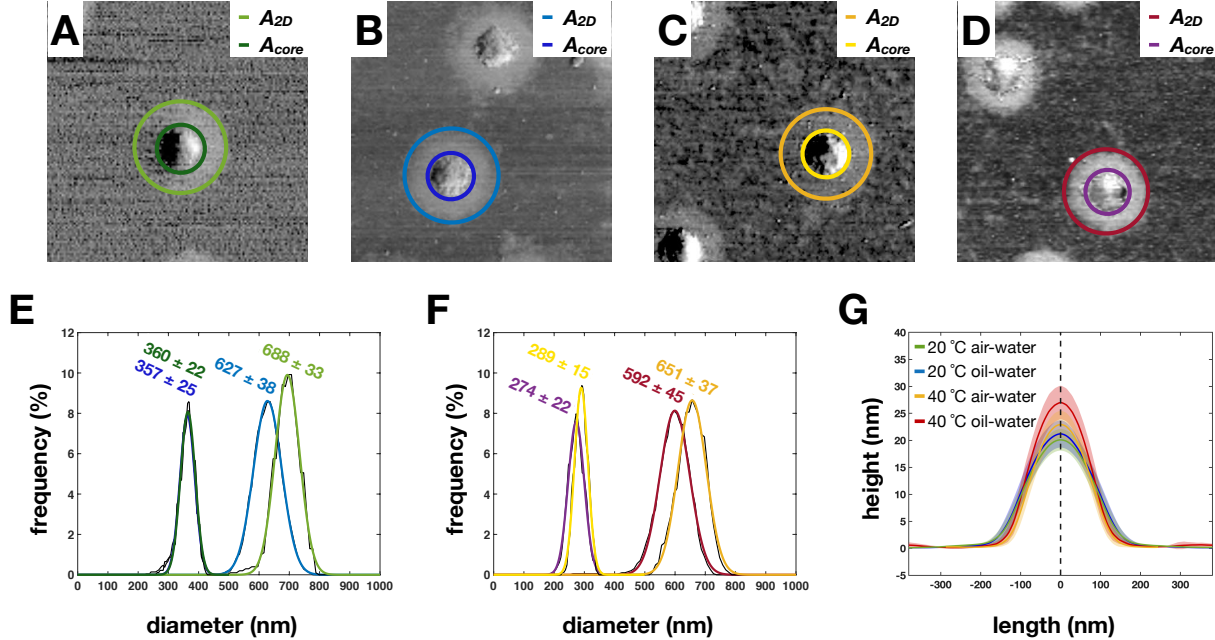 A
A2D
Acore
B
A2D
Acore
C
A2D
Acore
D
A2D
Acore
E
frequency (%)
12
10
8
6
4
2
0
0 100 200 300 400 500 600 700 800 900 1000
diameter (nm)
360 ± 22
357 ± 25
627 ± 38
688 ± 33
F
frequency (%)
12
10
8
6
4
2
0
0 100 200 300 400 500 600 700 800 900 1000
diameter (nm)
289 ± 15
274 ± 22
592 ± 45
651 ± 37
G
height (nm)
40
35
30
25
20
15
10
5
0
-5
-300 -200 -100 0 100 200 300
length (nm)
20 °C air-water
20 °C oil-water
40 °C air-water
40 °C oil-water